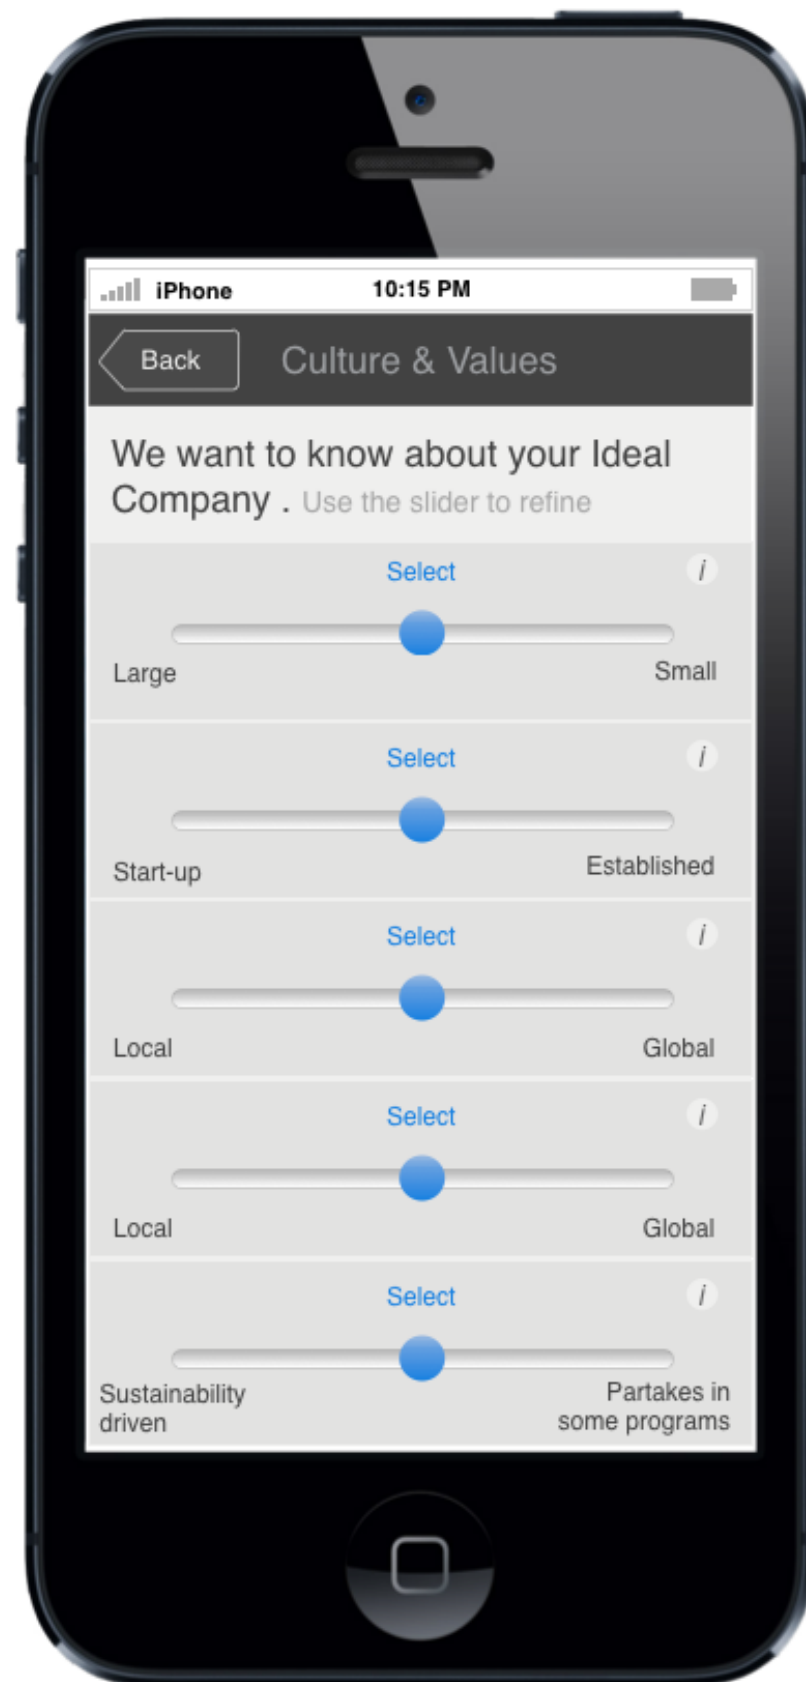 iPhone 10:15 PM
Back Culture & Values
We want to know about your Ideal
Company . Use the slider to refine
Select i
Large Small
Select i
Start-up Established
Select i
Local Global
Select i
Local Global
Select i
Sustainability Partakes in
driven some programs